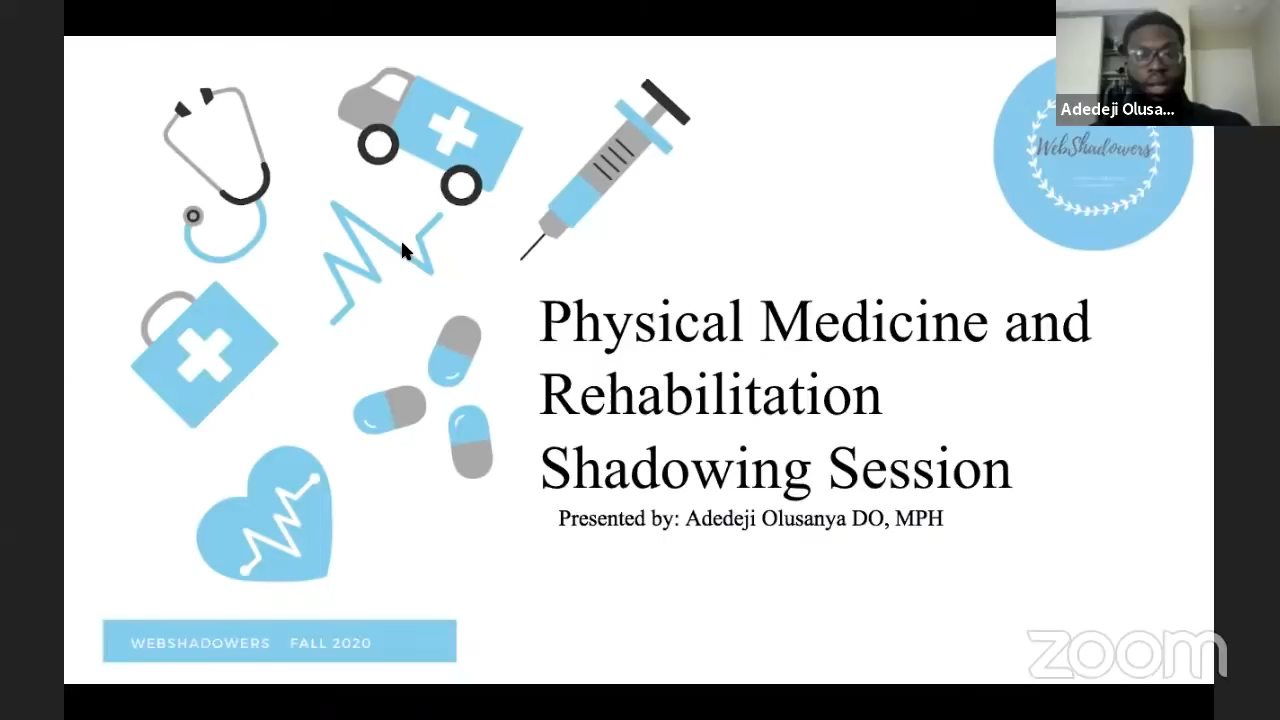 Adedeji Olusa...
WebShadowers
Physical Medicine and
Rehabilitation
Shadowing Session
Presented by: Adedeji Olusanya DO, MPH
WEBSHADOWERS FALL 2020
zoom